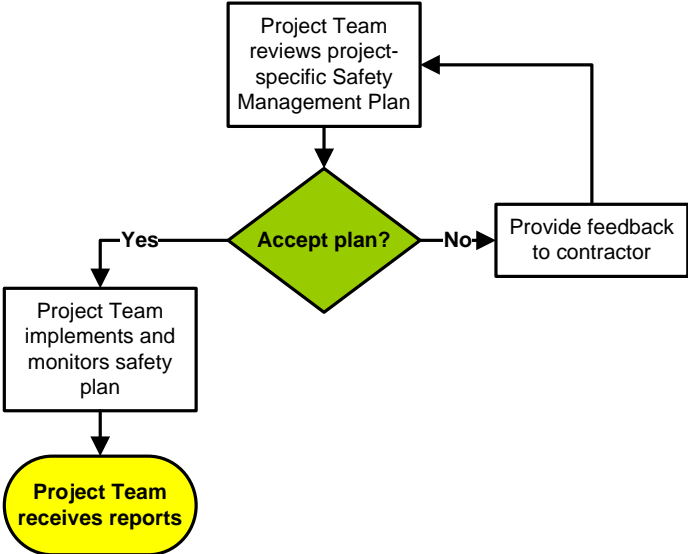 Project Team
reviews project-
specific Safety
Management Plan
Accept plan?
Yes
No
Provide feedback
to contractor
Project Team
implements and
monitors safety
plan
Project Team
receives reports